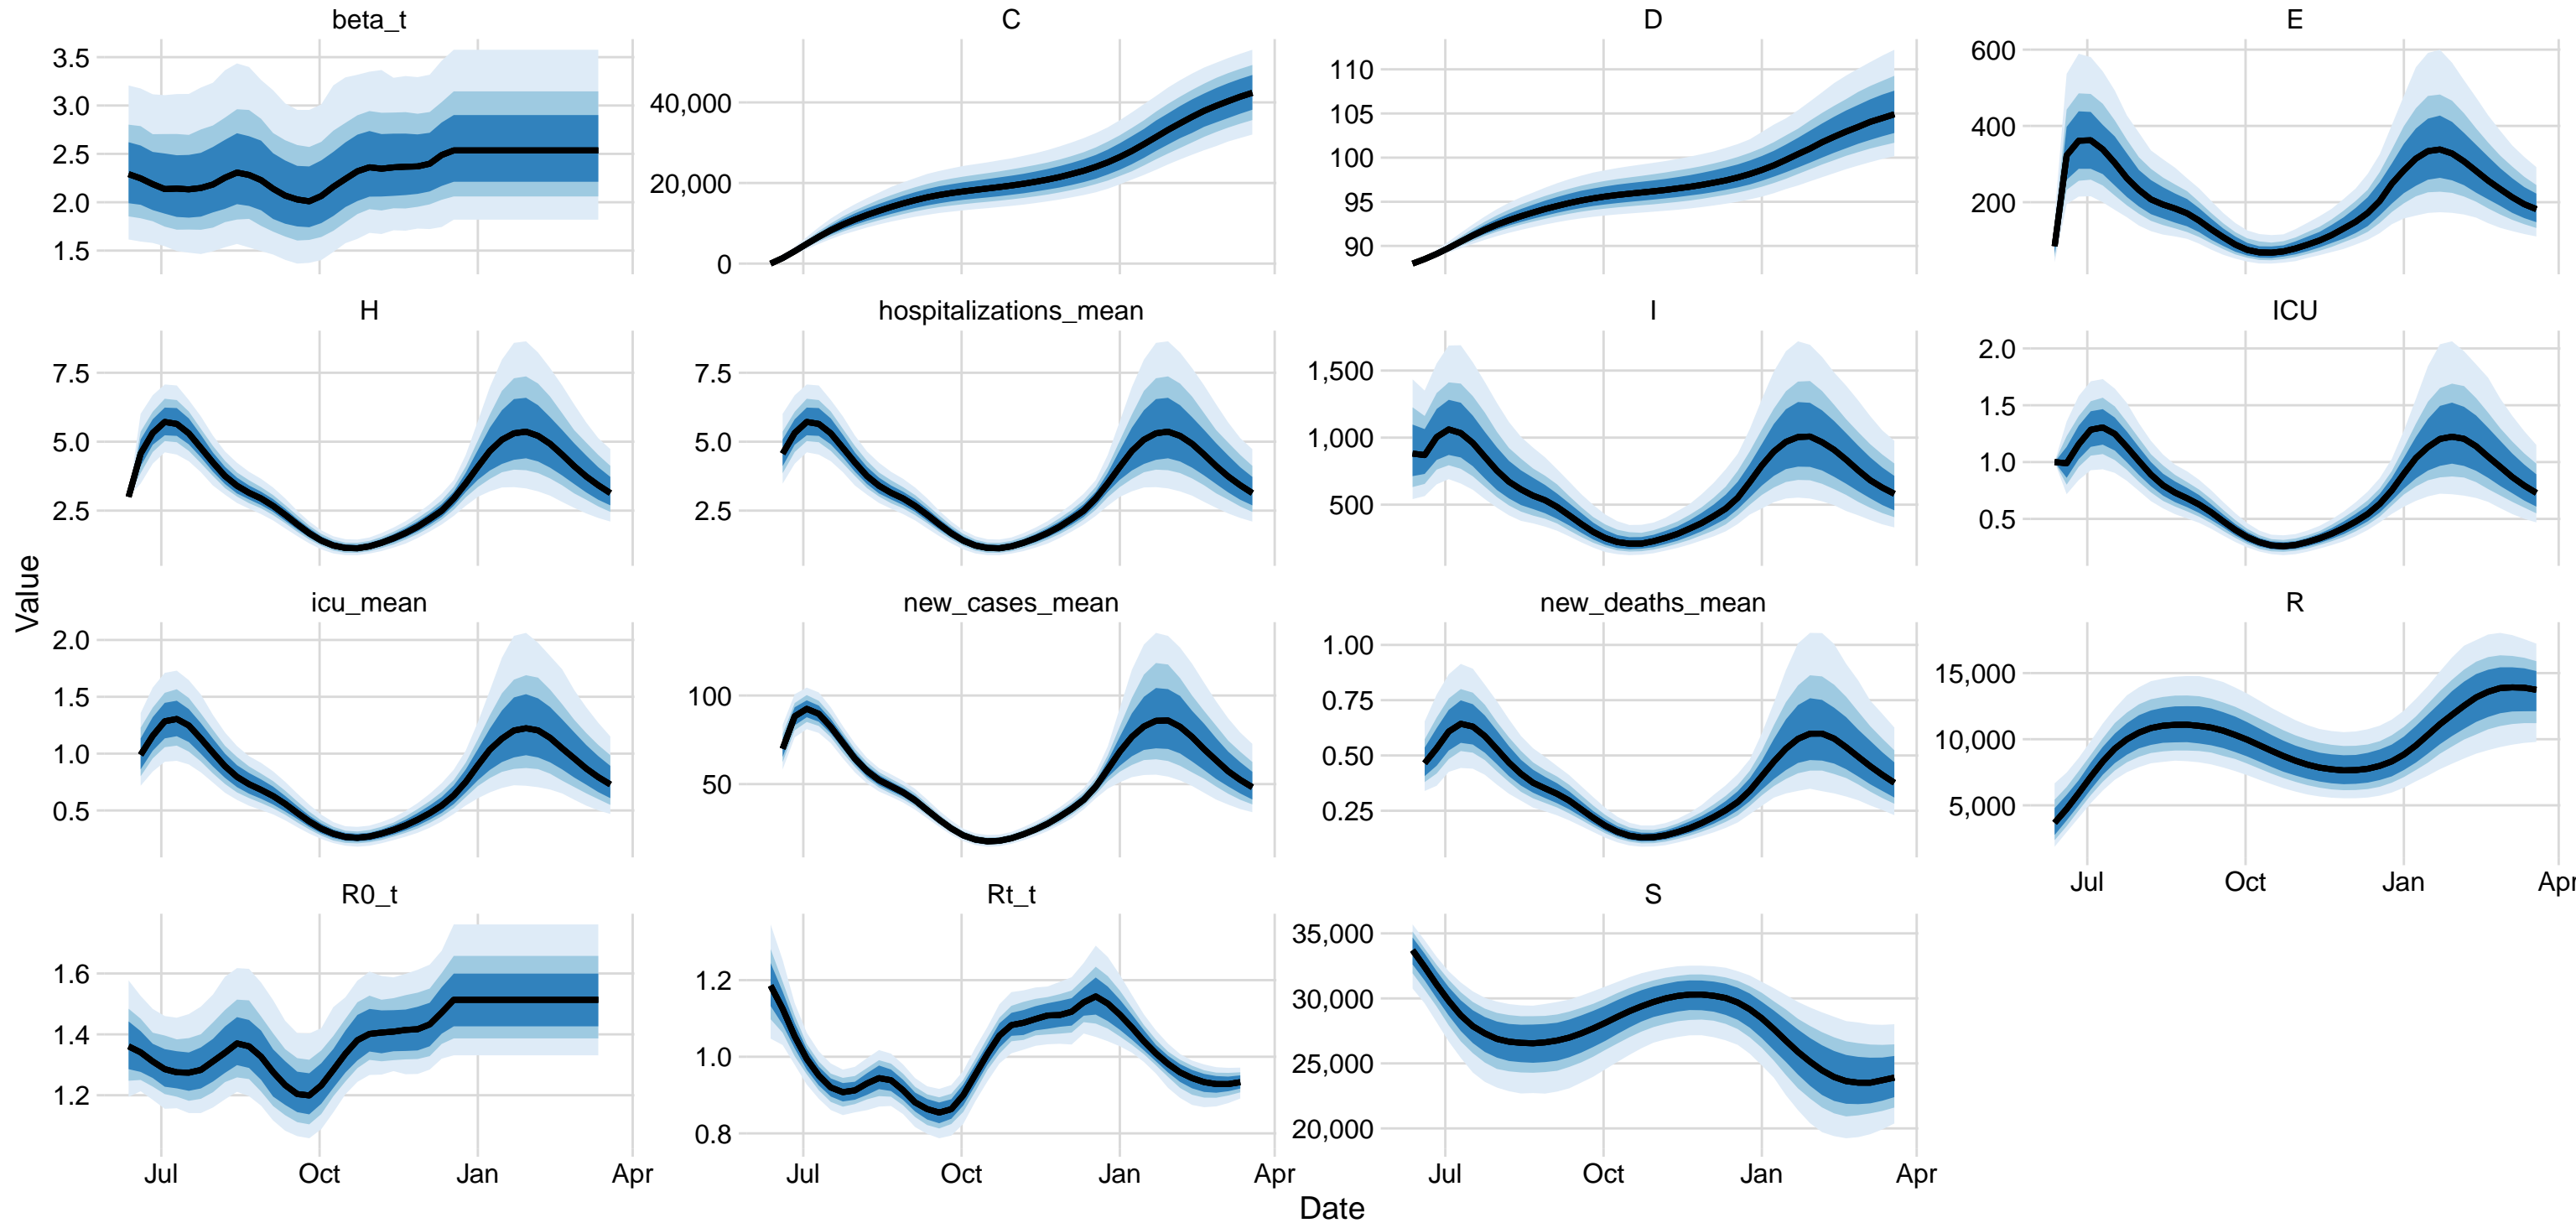 beta_t
C
D
E
3.5
3.0
2.5
2.0
1.5
40,000
20,000
0
110
105
100
95
90
600
400
200
H
hospitalizations_mean
I
ICU
7.5
5.0
2.5
7.5
5.0
2.5
1,500
1,000
500
2.0
1.5
1.0
0.5
Value
icu_mean
new_cases_mean
new_deaths_mean
R
2.0
1.5
1.0
0.5
100
50
1.00
0.75
0.50
0.25
15,000
10,000
5,000
Jul Oct Jan Apr
R0_t
Rt_t
S
1.6
1.4
1.2
1.2
1.0
0.8
35,000
30,000
25,000
20,000
Jul Oct Jan Apr
Jul Oct Jan Apr
Jul Oct Jan Apr
Date